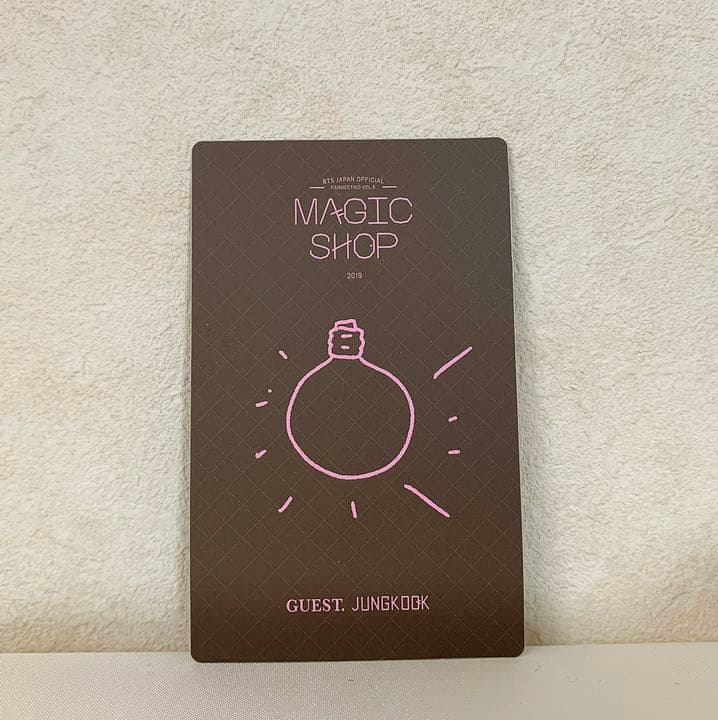 BTS JAPAN OFFICIAL
FANMEETING VOL.5
MAGIC
SHOP
2019
GUEST. JUNGKOOK